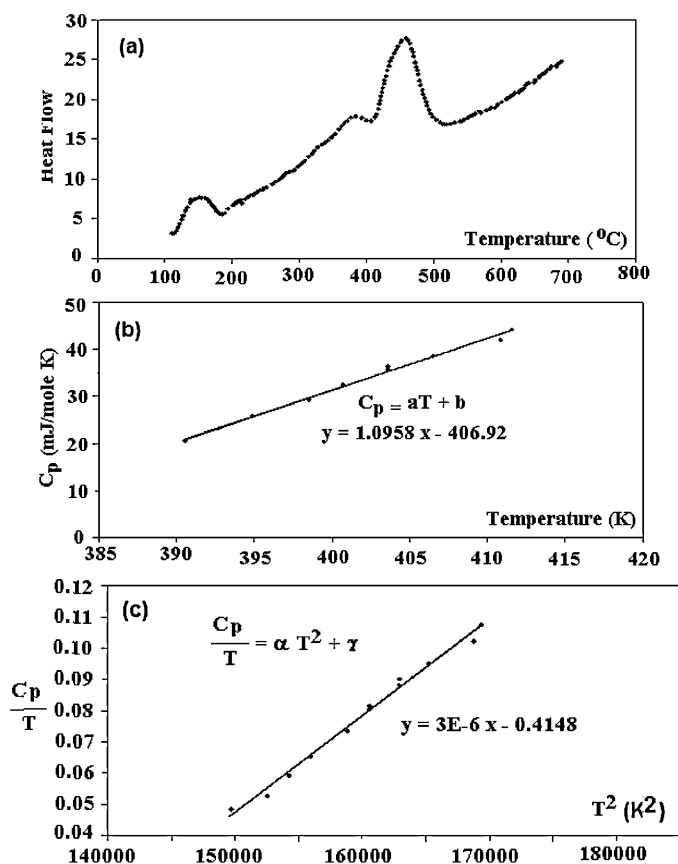 (a)
30
25
20
15
10
5
0
Heat Flow
Temperature (⁰C)
0 100 200 300 400 500 600 700 800
(b)
50
40
30
20
10
0
Cp (mJ/mole K)
Cp = aT + b
y = 1.0958 x - 406.92
Temperature (K)
385 390 395 400 405 410 415 420
(c)
0.12
0.11
0.10
0.09
0.08
0.07
0.06
0.05
0.04
Cp
T
Cp
T = α T² + γ
y = 3E-6 x - 0.4148
T² (K²)
140000 150000 160000 170000 180000